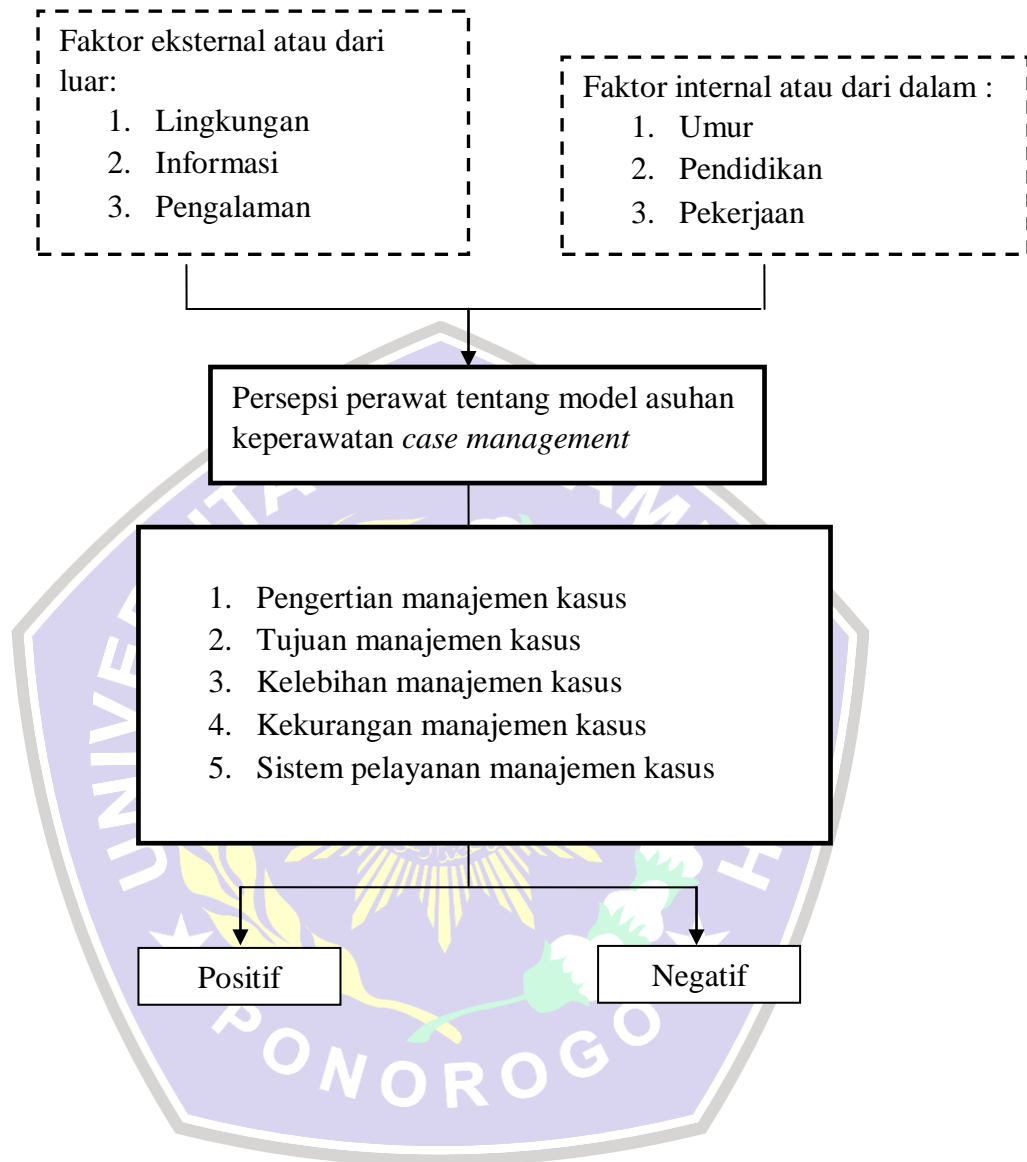 Faktor eksternal atau dari
luar:
1. Lingkungan
2. Informasi
3. Pengalaman
Faktor internal atau dari dalam :
1. Umur
2. Pendidikan
3. Pekerjaan
Persepsi perawat tentang model asuhan
keperawatan case management
1. Pengertian manajemen kasus
2. Tujuan manajemen kasus
3. Kelebihan manajemen kasus
4. Kekurangan manajemen kasus
5. Sistem pelayanan manajemen kasus
Positif
Negatif
PONOROGO